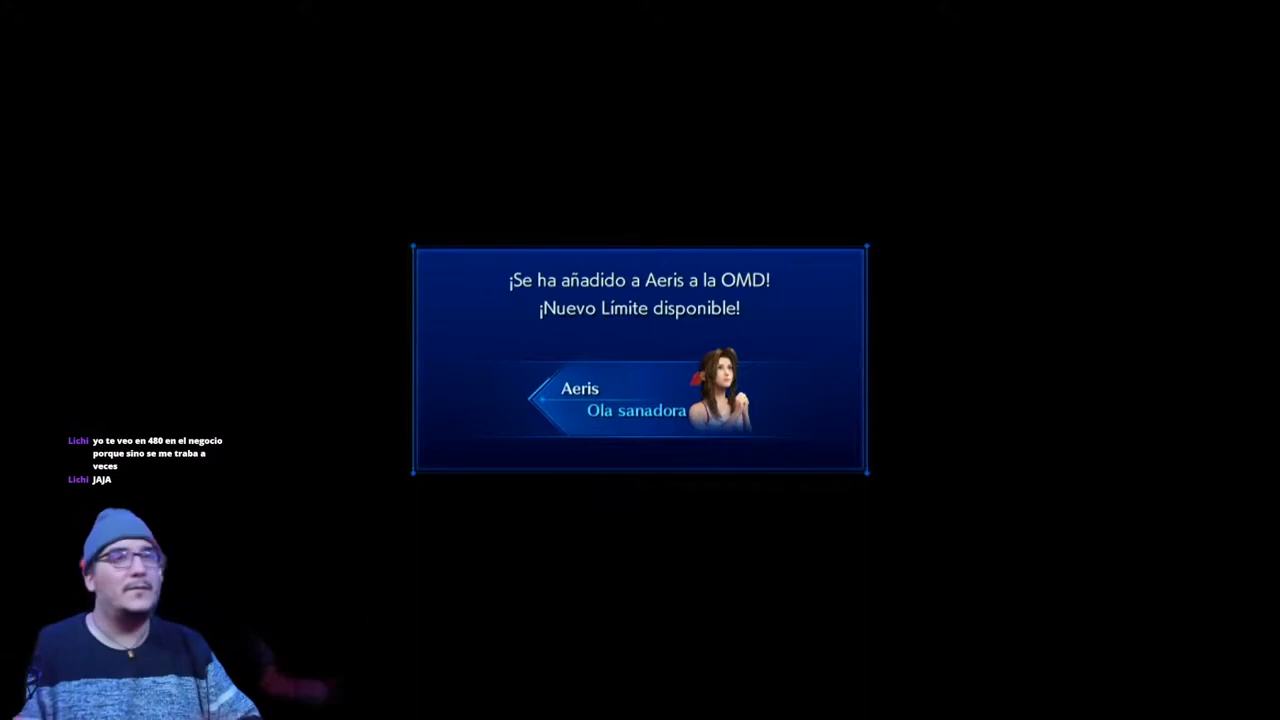 ¡Se ha añadido a Aeris a la OMD!
¡Nuevo Límite disponible!
Aeris
Ola sanadora
Lichi yo te veo en 480 en el negocio
porque sino se me traba a
veces
Lichi JAJA